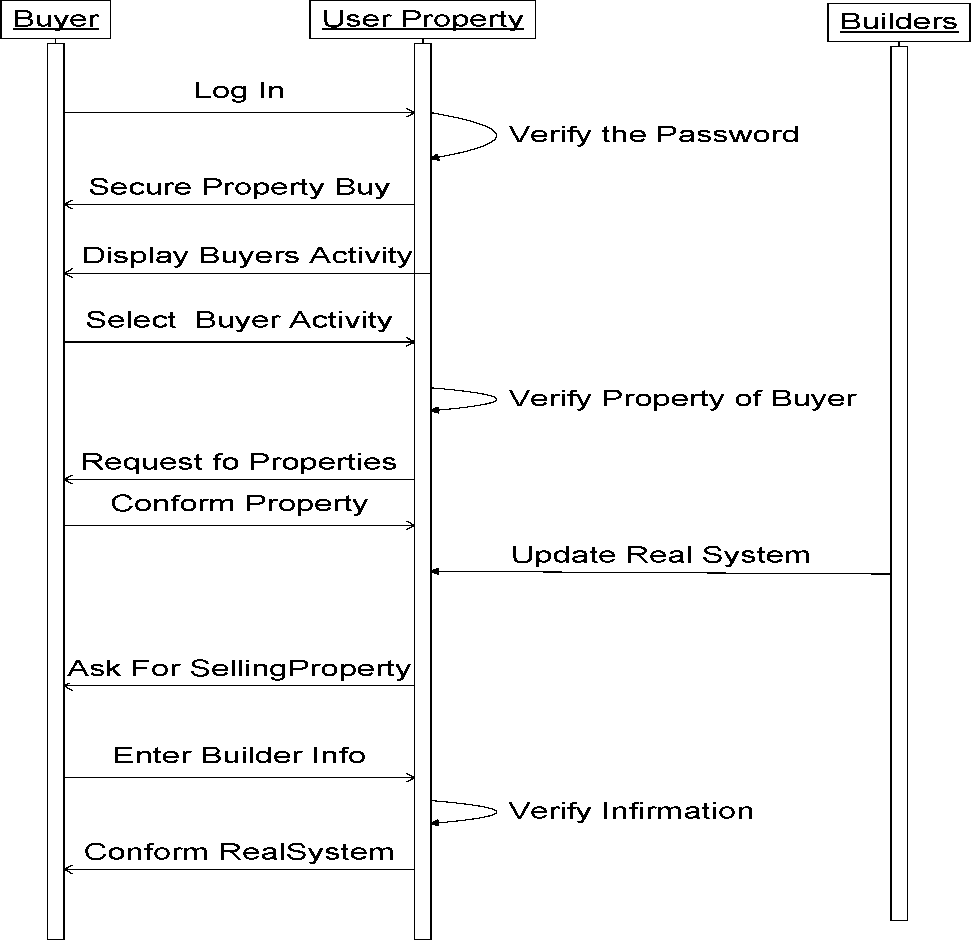 Buyer
User Property
Builders
Log In
Verify the Password
Secure Property Buy
Display Buyers Activity
Select Buyer Activity
Verify Property of Buyer
Request fo Properties
Conform Property
Update Real System
Ask For SellingProperty
Enter Builder Info
Verify Infirmation
Conform RealSystem